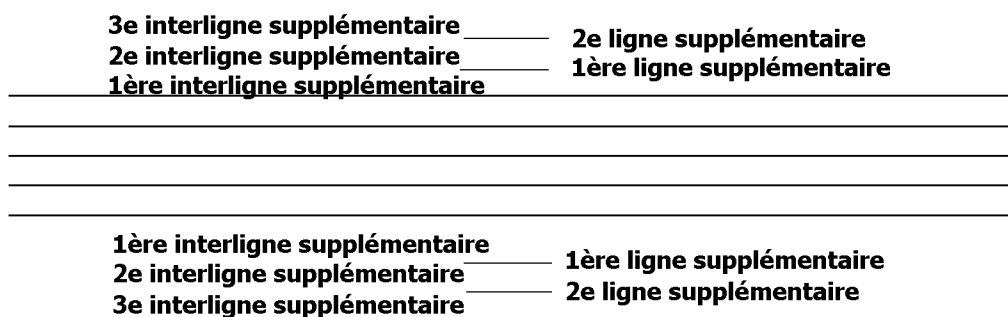 3e interligne supplémentaire
2e ligne supplémentaire
2e interligne supplémentaire
1ère ligne supplémentaire
1ère interligne supplémentaire
1ère interligne supplémentaire
1ère ligne supplémentaire
2e interligne supplémentaire
2e ligne supplémentaire
3e interligne supplémentaire